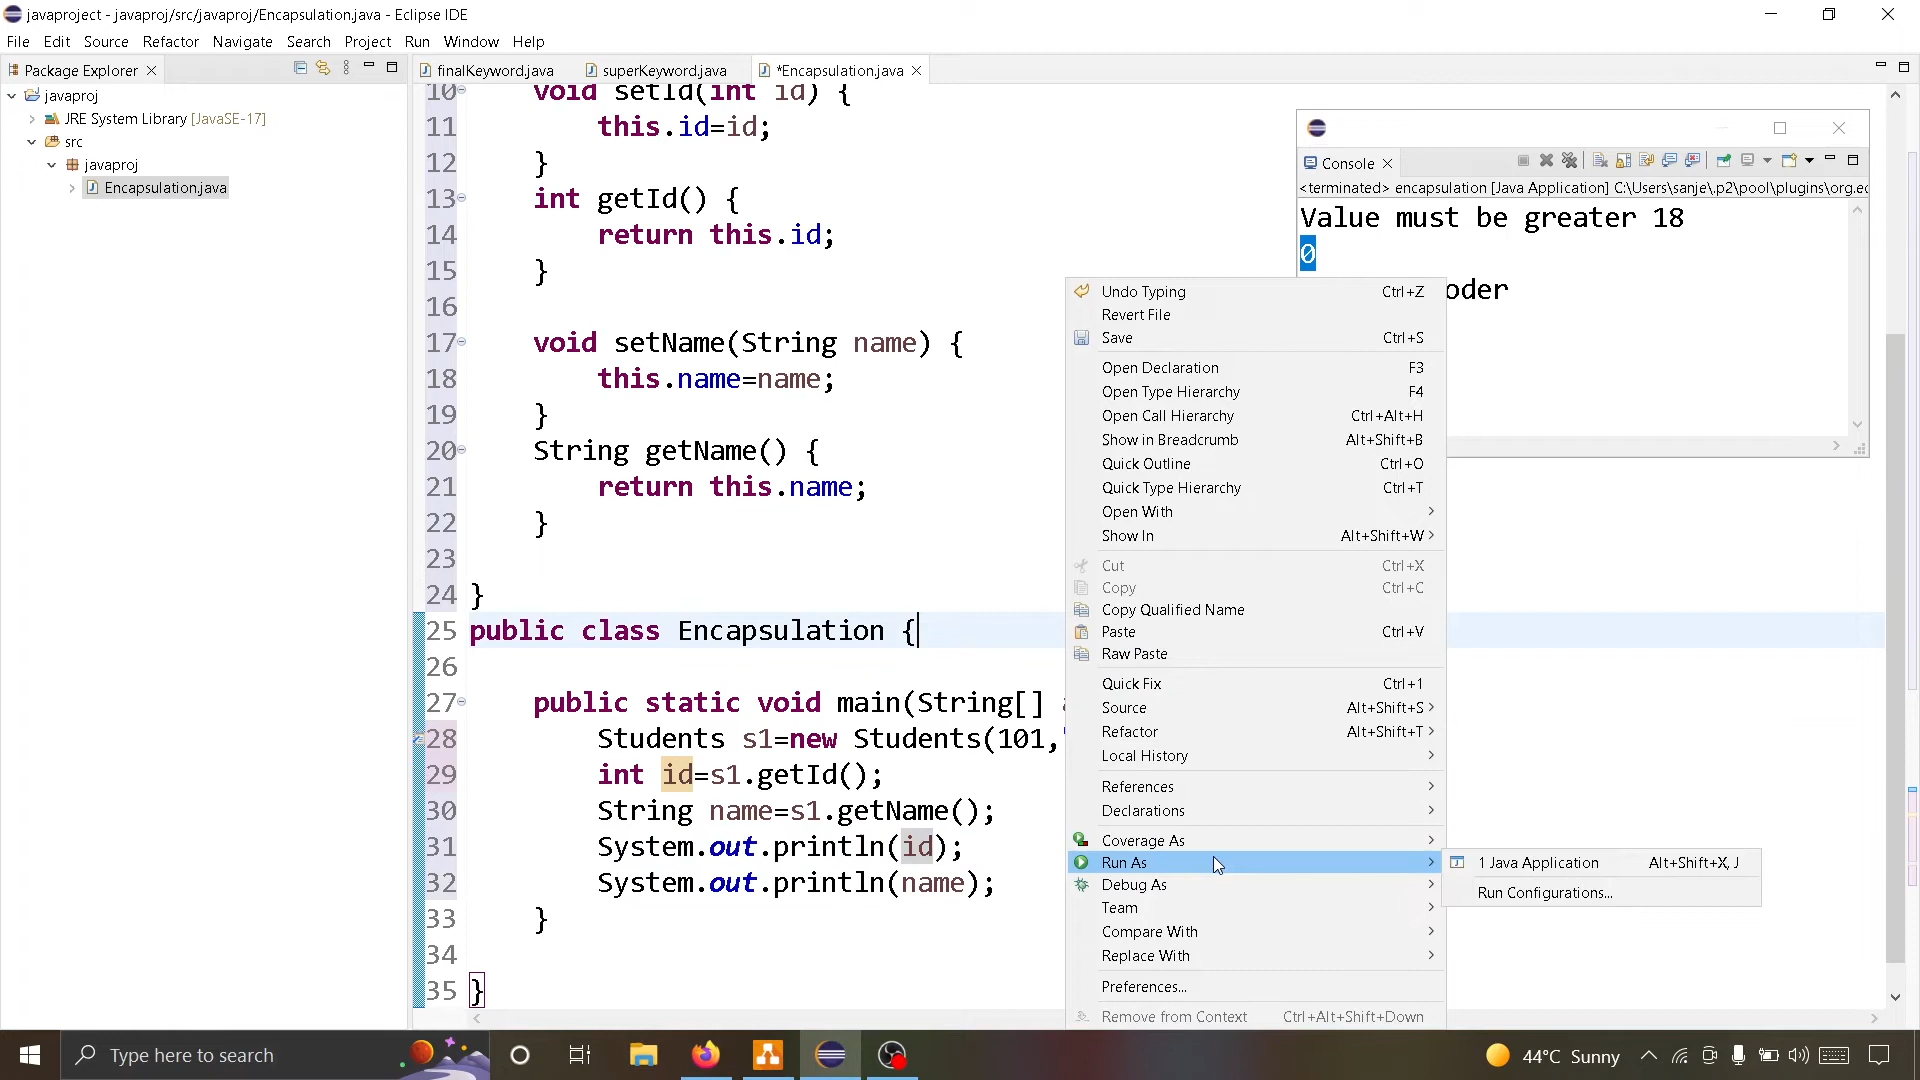 javaproject - javaproj/src/javaproj/Encapsulation.java - Eclipse IDE
File Edit Source Refactor Navigate Search Project Run Window Help
Package Explorer
javaproj
JRE System Library [JavaSE-17]
src
javaproj
Encapsulation.java
finalKeyword.java superKeyword.java *Encapsulation.java
10 void setId(int id) {
11 this.id=id;
12 }
13 int getId() {
14 return this.id;
15 }
16
17 void setName(String name) {
18 this.name=name;
19 }
20 String getName() {
21 return this.name;
22 }
23
24 }
25 public class Encapsulation {
26
27 public static void main(String[]
28 Students s1=new Students(101,
29 int id=s1.getId();
30 String name=s1.getName();
31 System.out.println(id);
32 System.out.println(name);
33 }
34
35 }
Console
<terminated> encapsulation [Java Application] C:\Users\sanje\.p2\pool\plugins\org.ec
Value must be greater 18
0
oder
Undo Typing Ctrl+Z
Revert File
Save Ctrl+S
Open Declaration F3
Open Type Hierarchy F4
Open Call Hierarchy Ctrl+Alt+H
Show in Breadcrumb Alt+Shift+B
Quick Outline Ctrl+O
Quick Type Hierarchy Ctrl+T
Open With
Show In Alt+Shift+W
Cut Ctrl+X
Copy Ctrl+C
Copy Qualified Name
Paste Ctrl+V
Raw Paste
Quick Fix Ctrl+1
Source Alt+Shift+S
Refactor Alt+Shift+T
Local History
References
Declarations
Coverage As
Run As
Debug As
Team
Compare With
Replace With
Preferences...
Remove from Context Ctrl+Alt+Shift+Down
1 Java Application Alt+Shift+X, J
Run Configurations...
Type here to search
44°C Sunny